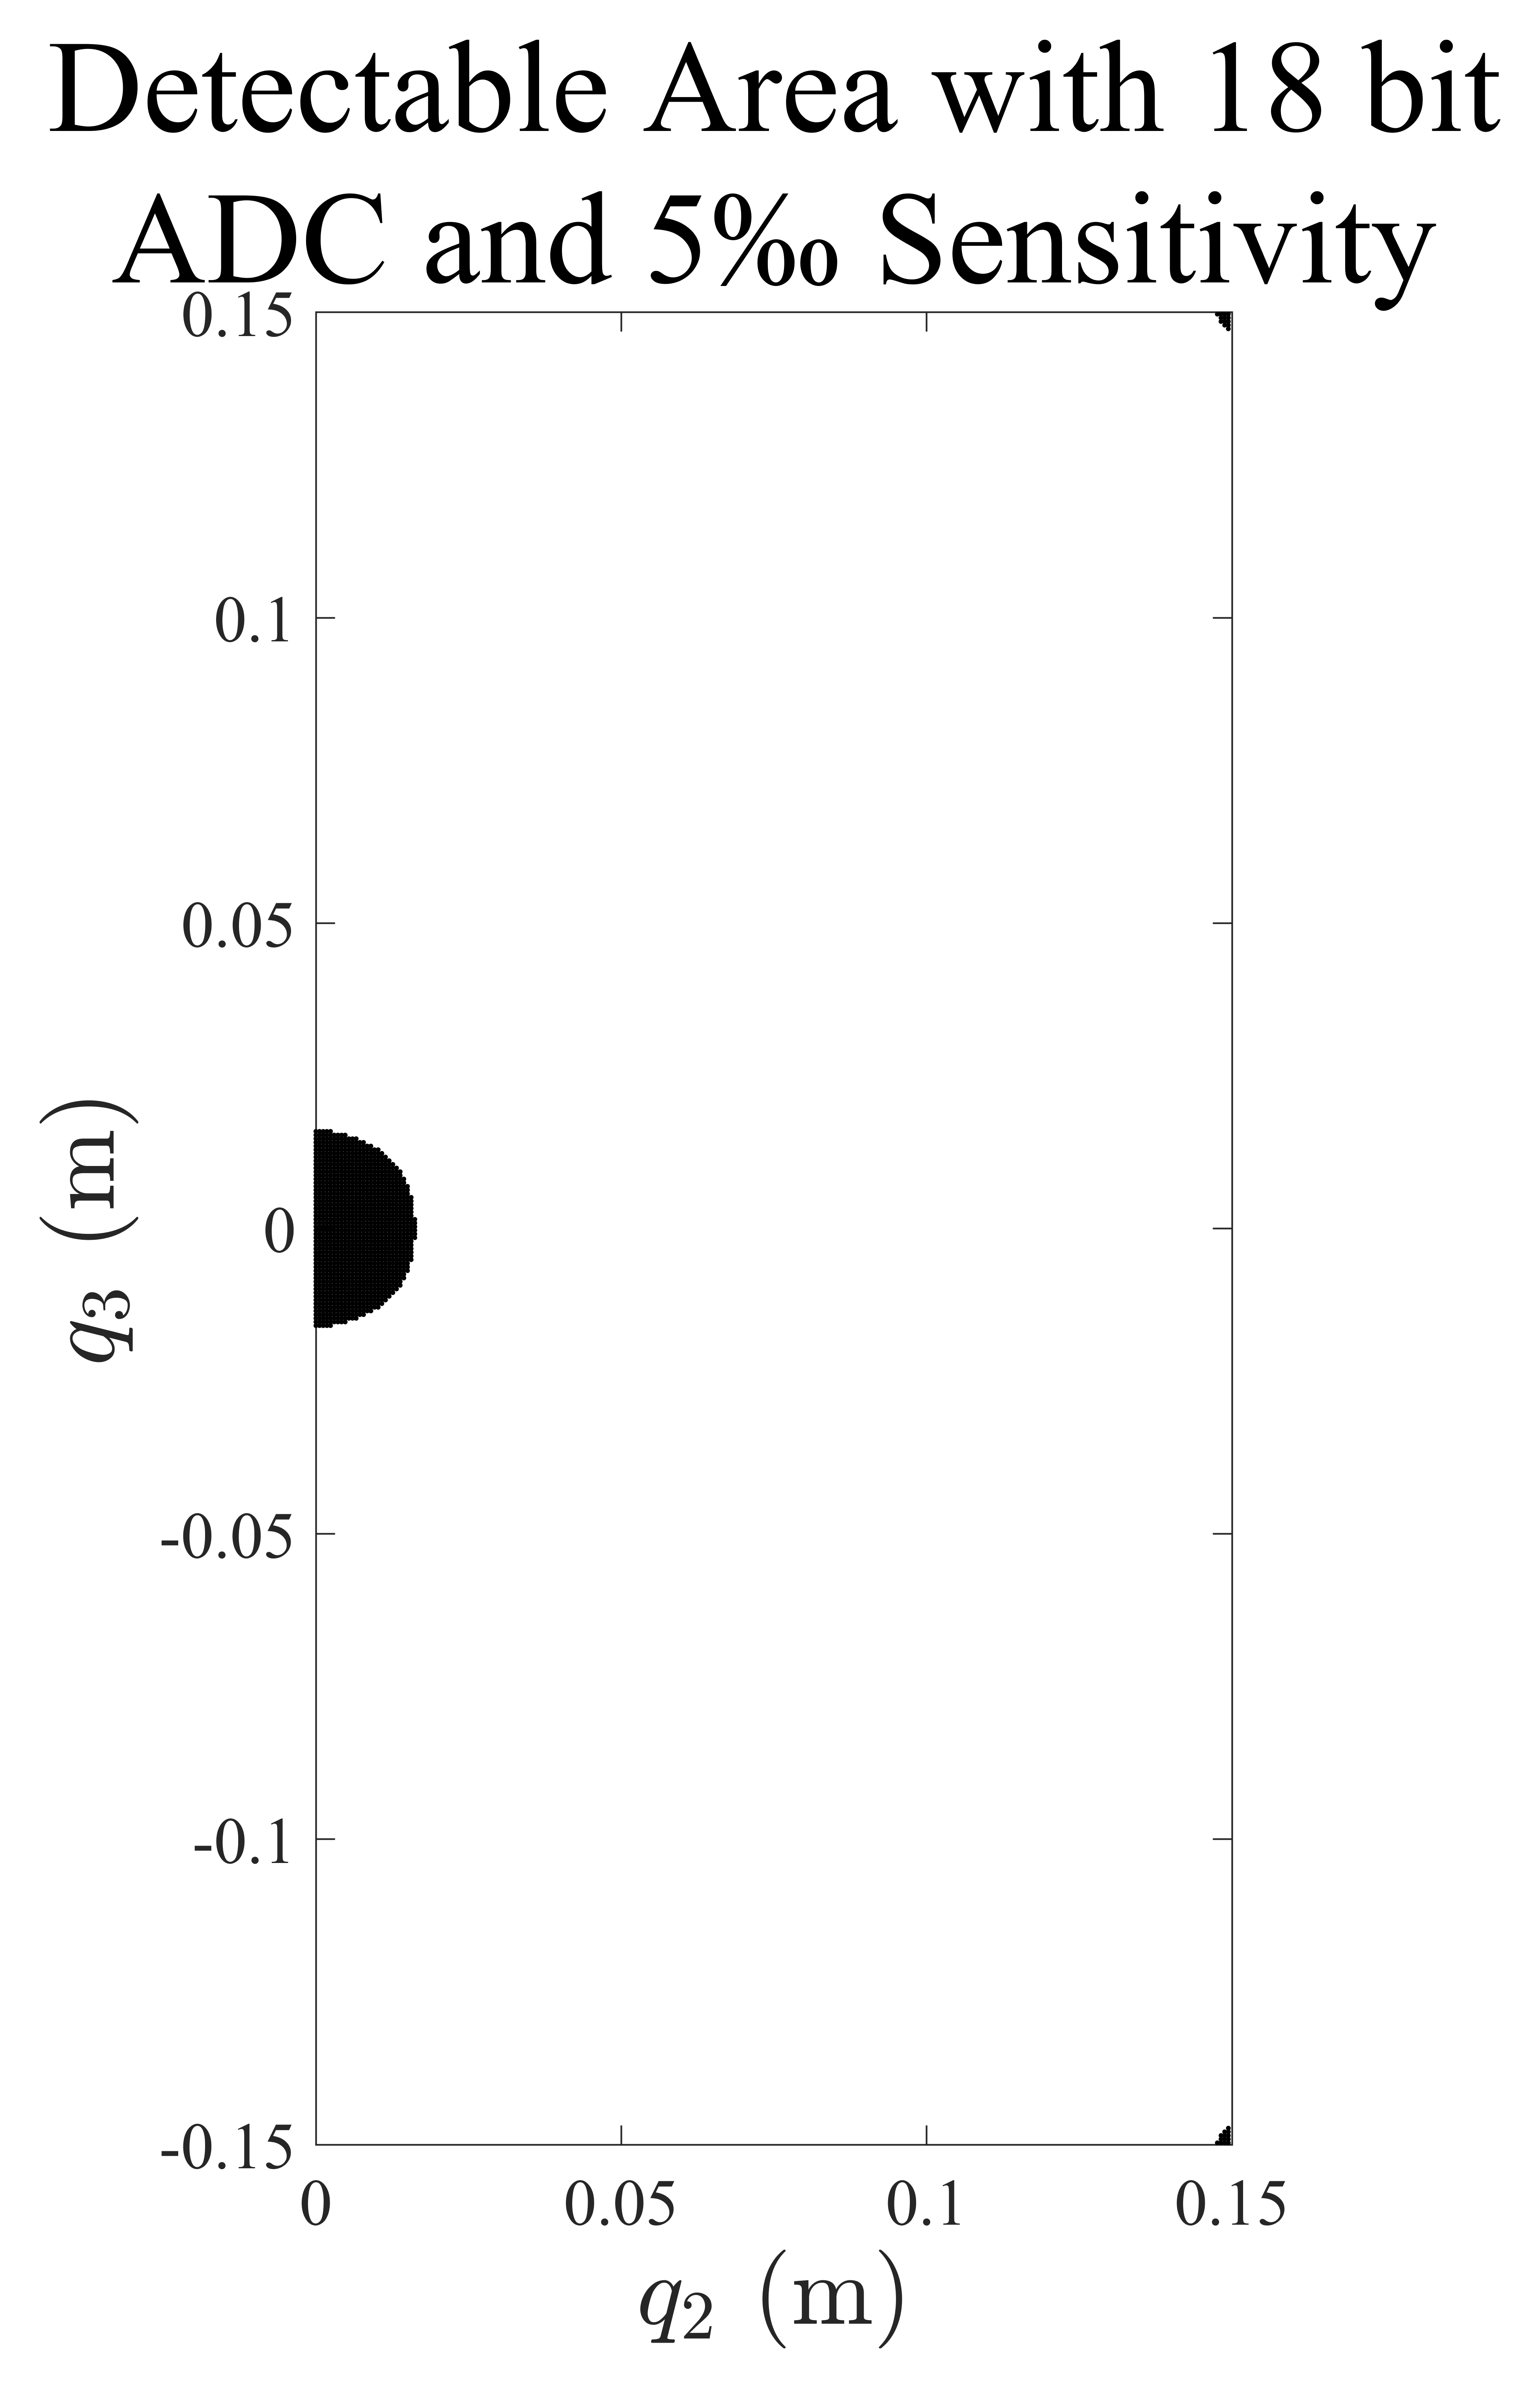 Detectable Area with 18 bit
ADC and 5‰ Sensitivity
0.15
0.1
0.05
0
-0.05
-0.1
-0.15
q₃ (m)
0 0.05 0.1 0.15
q₂ (m)